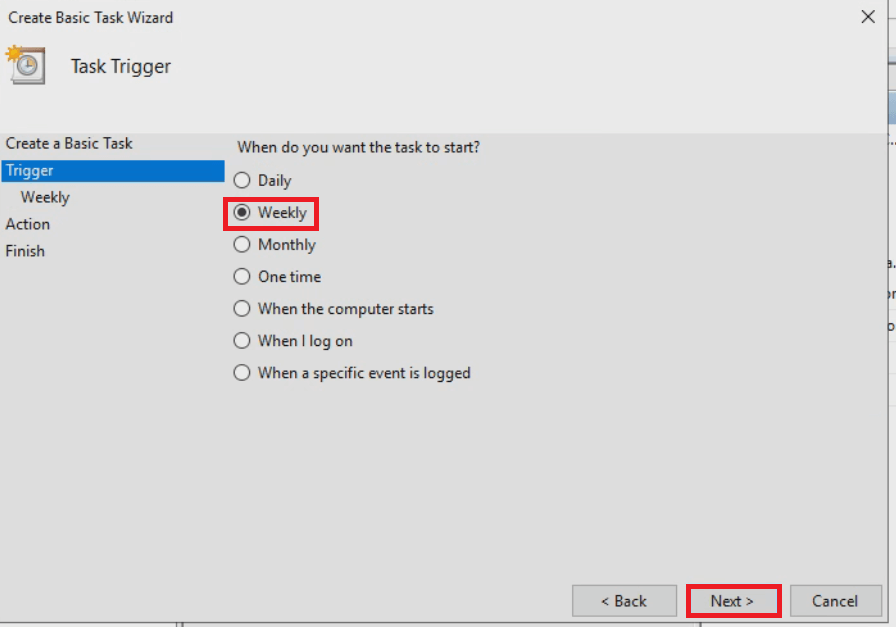 Create Basic Task Wizard
Task Trigger
Create a Basic Task
Trigger
Weekly
Action
Finish
When do you want the task to start?
Daily
Weekly
Monthly
One time
When the computer starts
When I log on
When a specific event is logged
< Back
Next >
Cancel